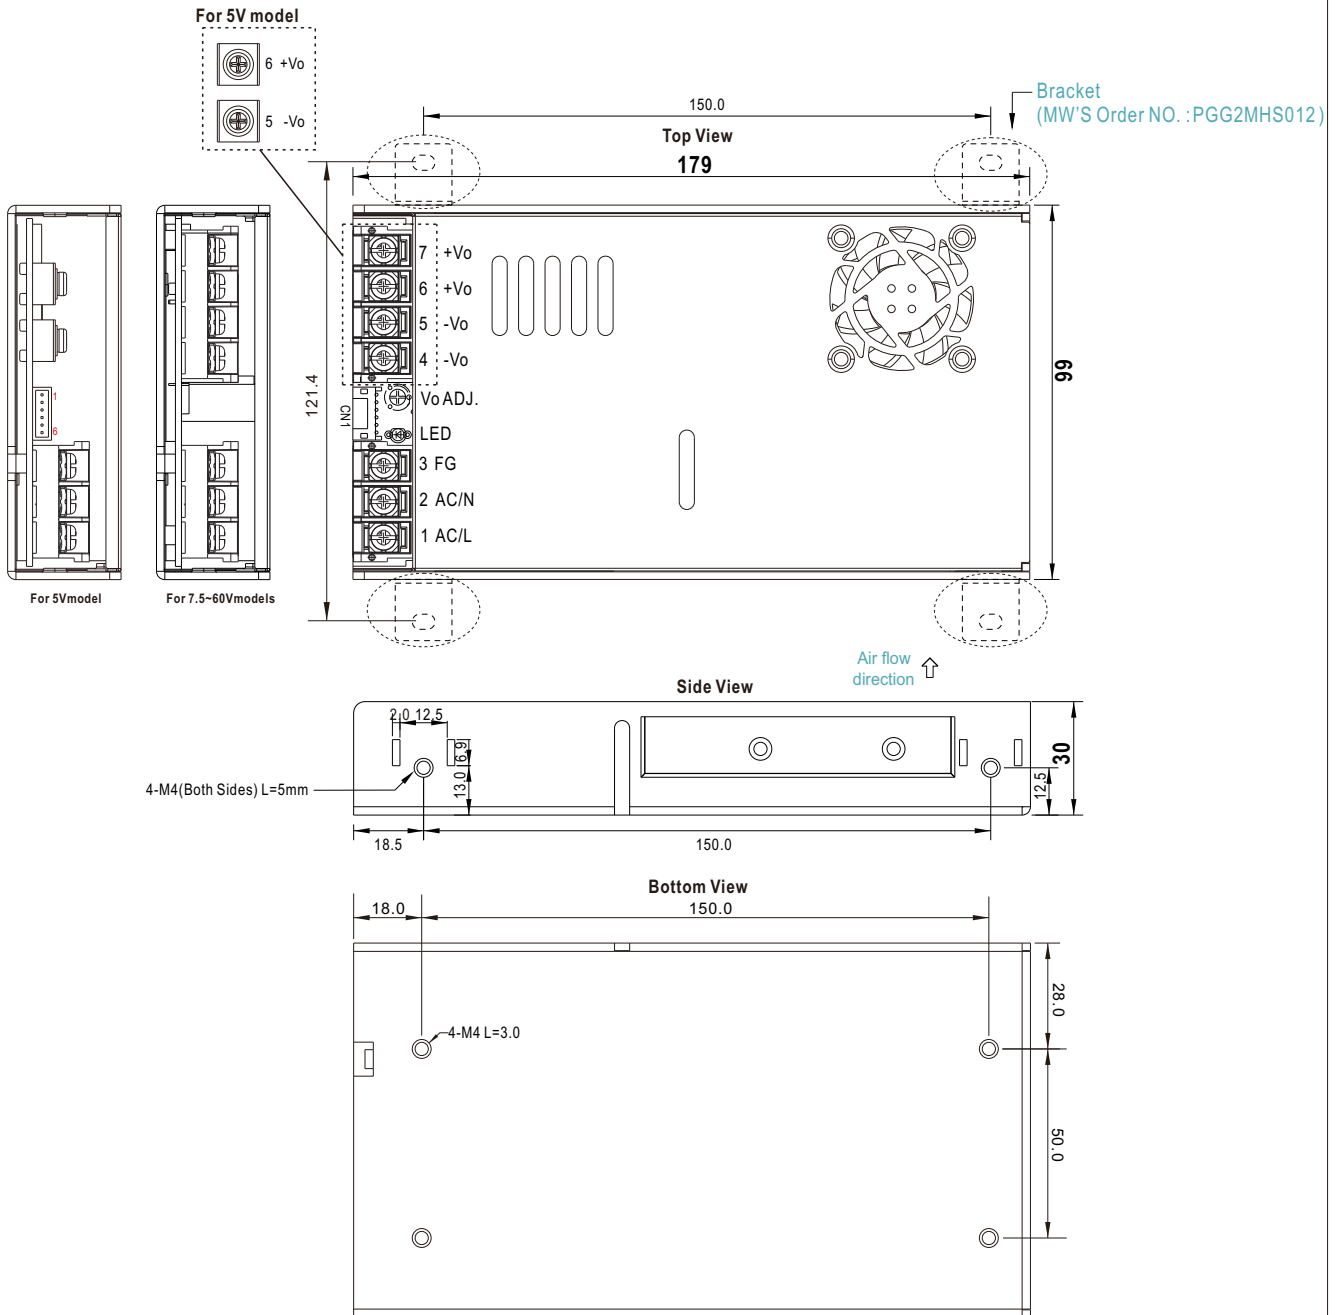 For 5V model
6 +Vo
5 -Vo
150.0
Bracket
(MW'S Order NO. : PGG2MHS012)
Top View
179
7 +Vo
6 +Vo
5 -Vo
4 -Vo
Vo ADJ.
LED
3 FG
2 AC/N
1 AC/L
CN1
121.4
99
1
6
For 5V model
For 7.5~60V models
Air flow
direction
Side View
2.0 12.5
6.9
13.0
30
12.5
4-M4(Both Sides) L=5mm
18.5
150.0
Bottom View
18.0
150.0
28.0
4-M4 L=3.0
50.0